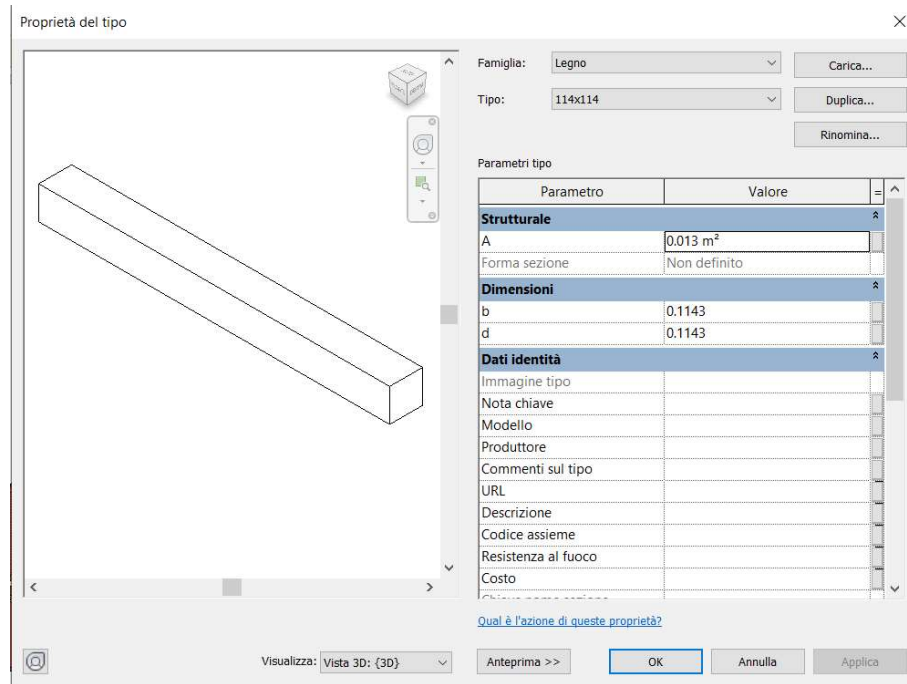 Proprietà del tipo
Famiglia: Legno Carica...
Tipo: 114x114 Duplica...
Rinomina...
Parametri tipo
Parametro Valore =
Strutturale
A 0.013 m²
Forma sezione Non definito
Dimensioni
b 0.1143
d 0.1143
Dati identità
Immagine tipo
Nota chiave
Modello
Produttore
Commenti sul tipo
URL
Descrizione
Codice assieme
Resistenza al fuoco
Costo
Qual è l'azione di queste proprietà?
Visualizza: Vista 3D: {3D} Anteprima >> OK Annulla Applica